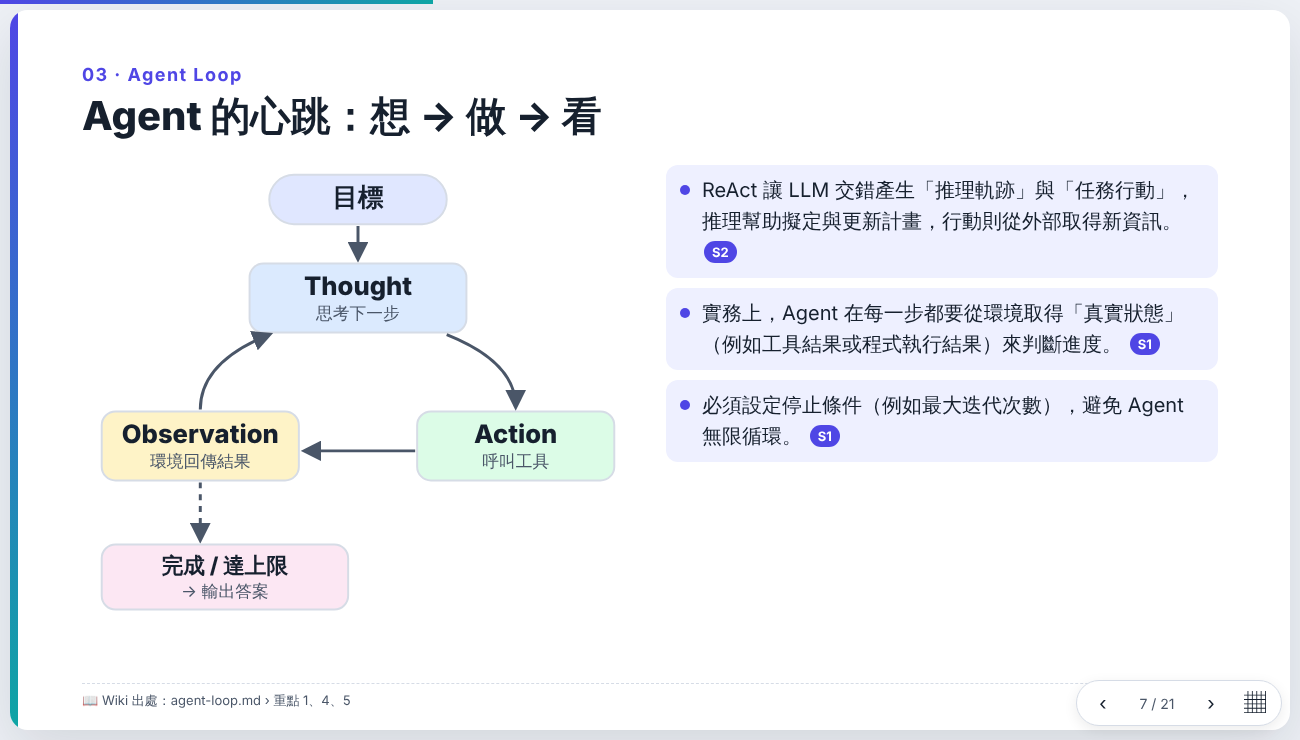 03 · Agent Loop
Agent 的心跳：想 → 做 → 看
目標
Thought
思考下一步
Observation
環境回傳結果
Action
呼叫工具
完成 / 達上限
→ 輸出答案
ReAct 讓 LLM 交錯產生「推理軌跡」與「任務行動」，
推理幫助擬定與更新計畫，行動則從外部取得新資訊。
S2
實務上，Agent 在每一步都要從環境取得「真實狀態」
（例如工具結果或程式執行結果）來判斷進度。 S1
必須設定停止條件（例如最大迭代次數），避免 Agent
無限循環。 S1
📖 Wiki 出處：agent-loop.md › 重點 1、4、5
‹ 7 / 21 ›